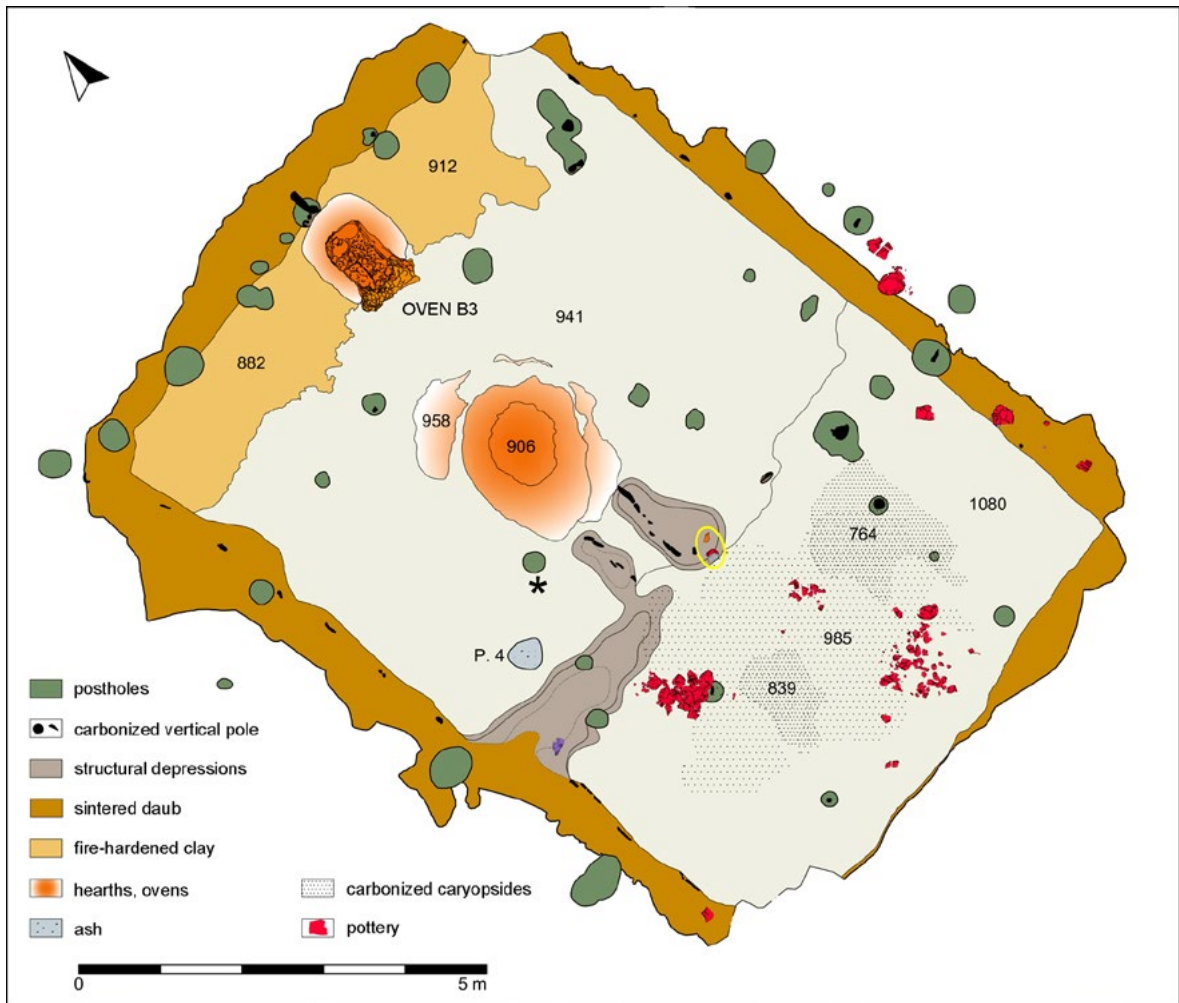 912
OVEN B3
941
882
958
906
1080
764
*
985
P. 4
839
postholes
carbonized vertical pole
structural depressions
sintered daub
fire-hardened clay
hearths, ovens
carbonized caryopsides
ash
pottery
0
5 m